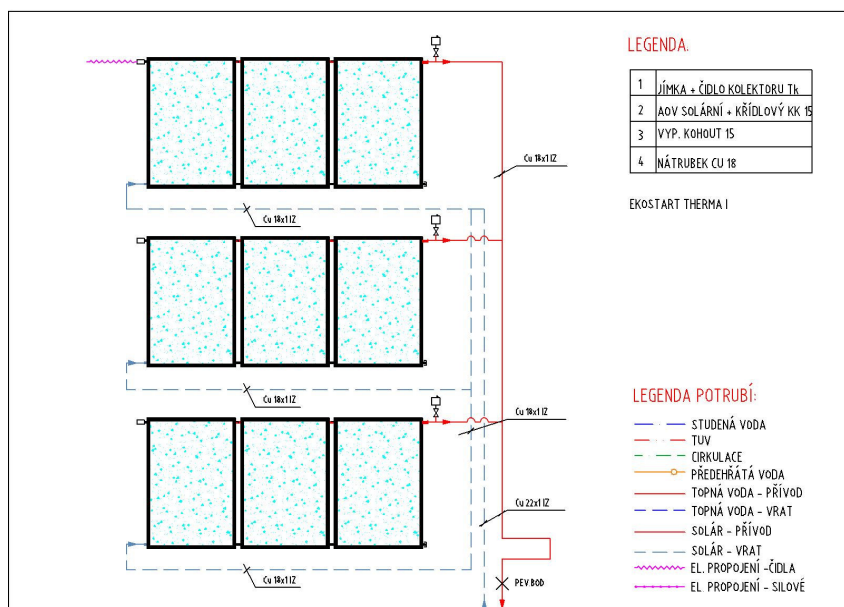 LEGENDA.
1 JÍMKA + ČIDLO KOLEKTORU Tk
2 AOV SOLÁRNÍ + KŘÍDLOVÝ KK 15
3 VYP. KOHOUT 15
4 NÁTRUBEK CU 18
EKOSTART THERMA I
Cu 18x1 IZ
Cu 18x1 IZ
Cu 18x1 IZ
Cu 18x1 IZ
Cu 22x1 IZ
Cu 18x1 IZ
PEV.BOD
LEGENDA POTRUBÍ:
STUDENÁ VODA
TUV
CIRKULACE
PŘEDEHŘÁTÁ VODA
TOPNÁ VODA - PŘÍVOD
TOPNÁ VODA - VRAT
SOLÁR - PŘÍVOD
SOLÁR - VRAT
EL. PROPOJENÍ -ČIDLA
EL. PROPOJENÍ - SILOVÉ